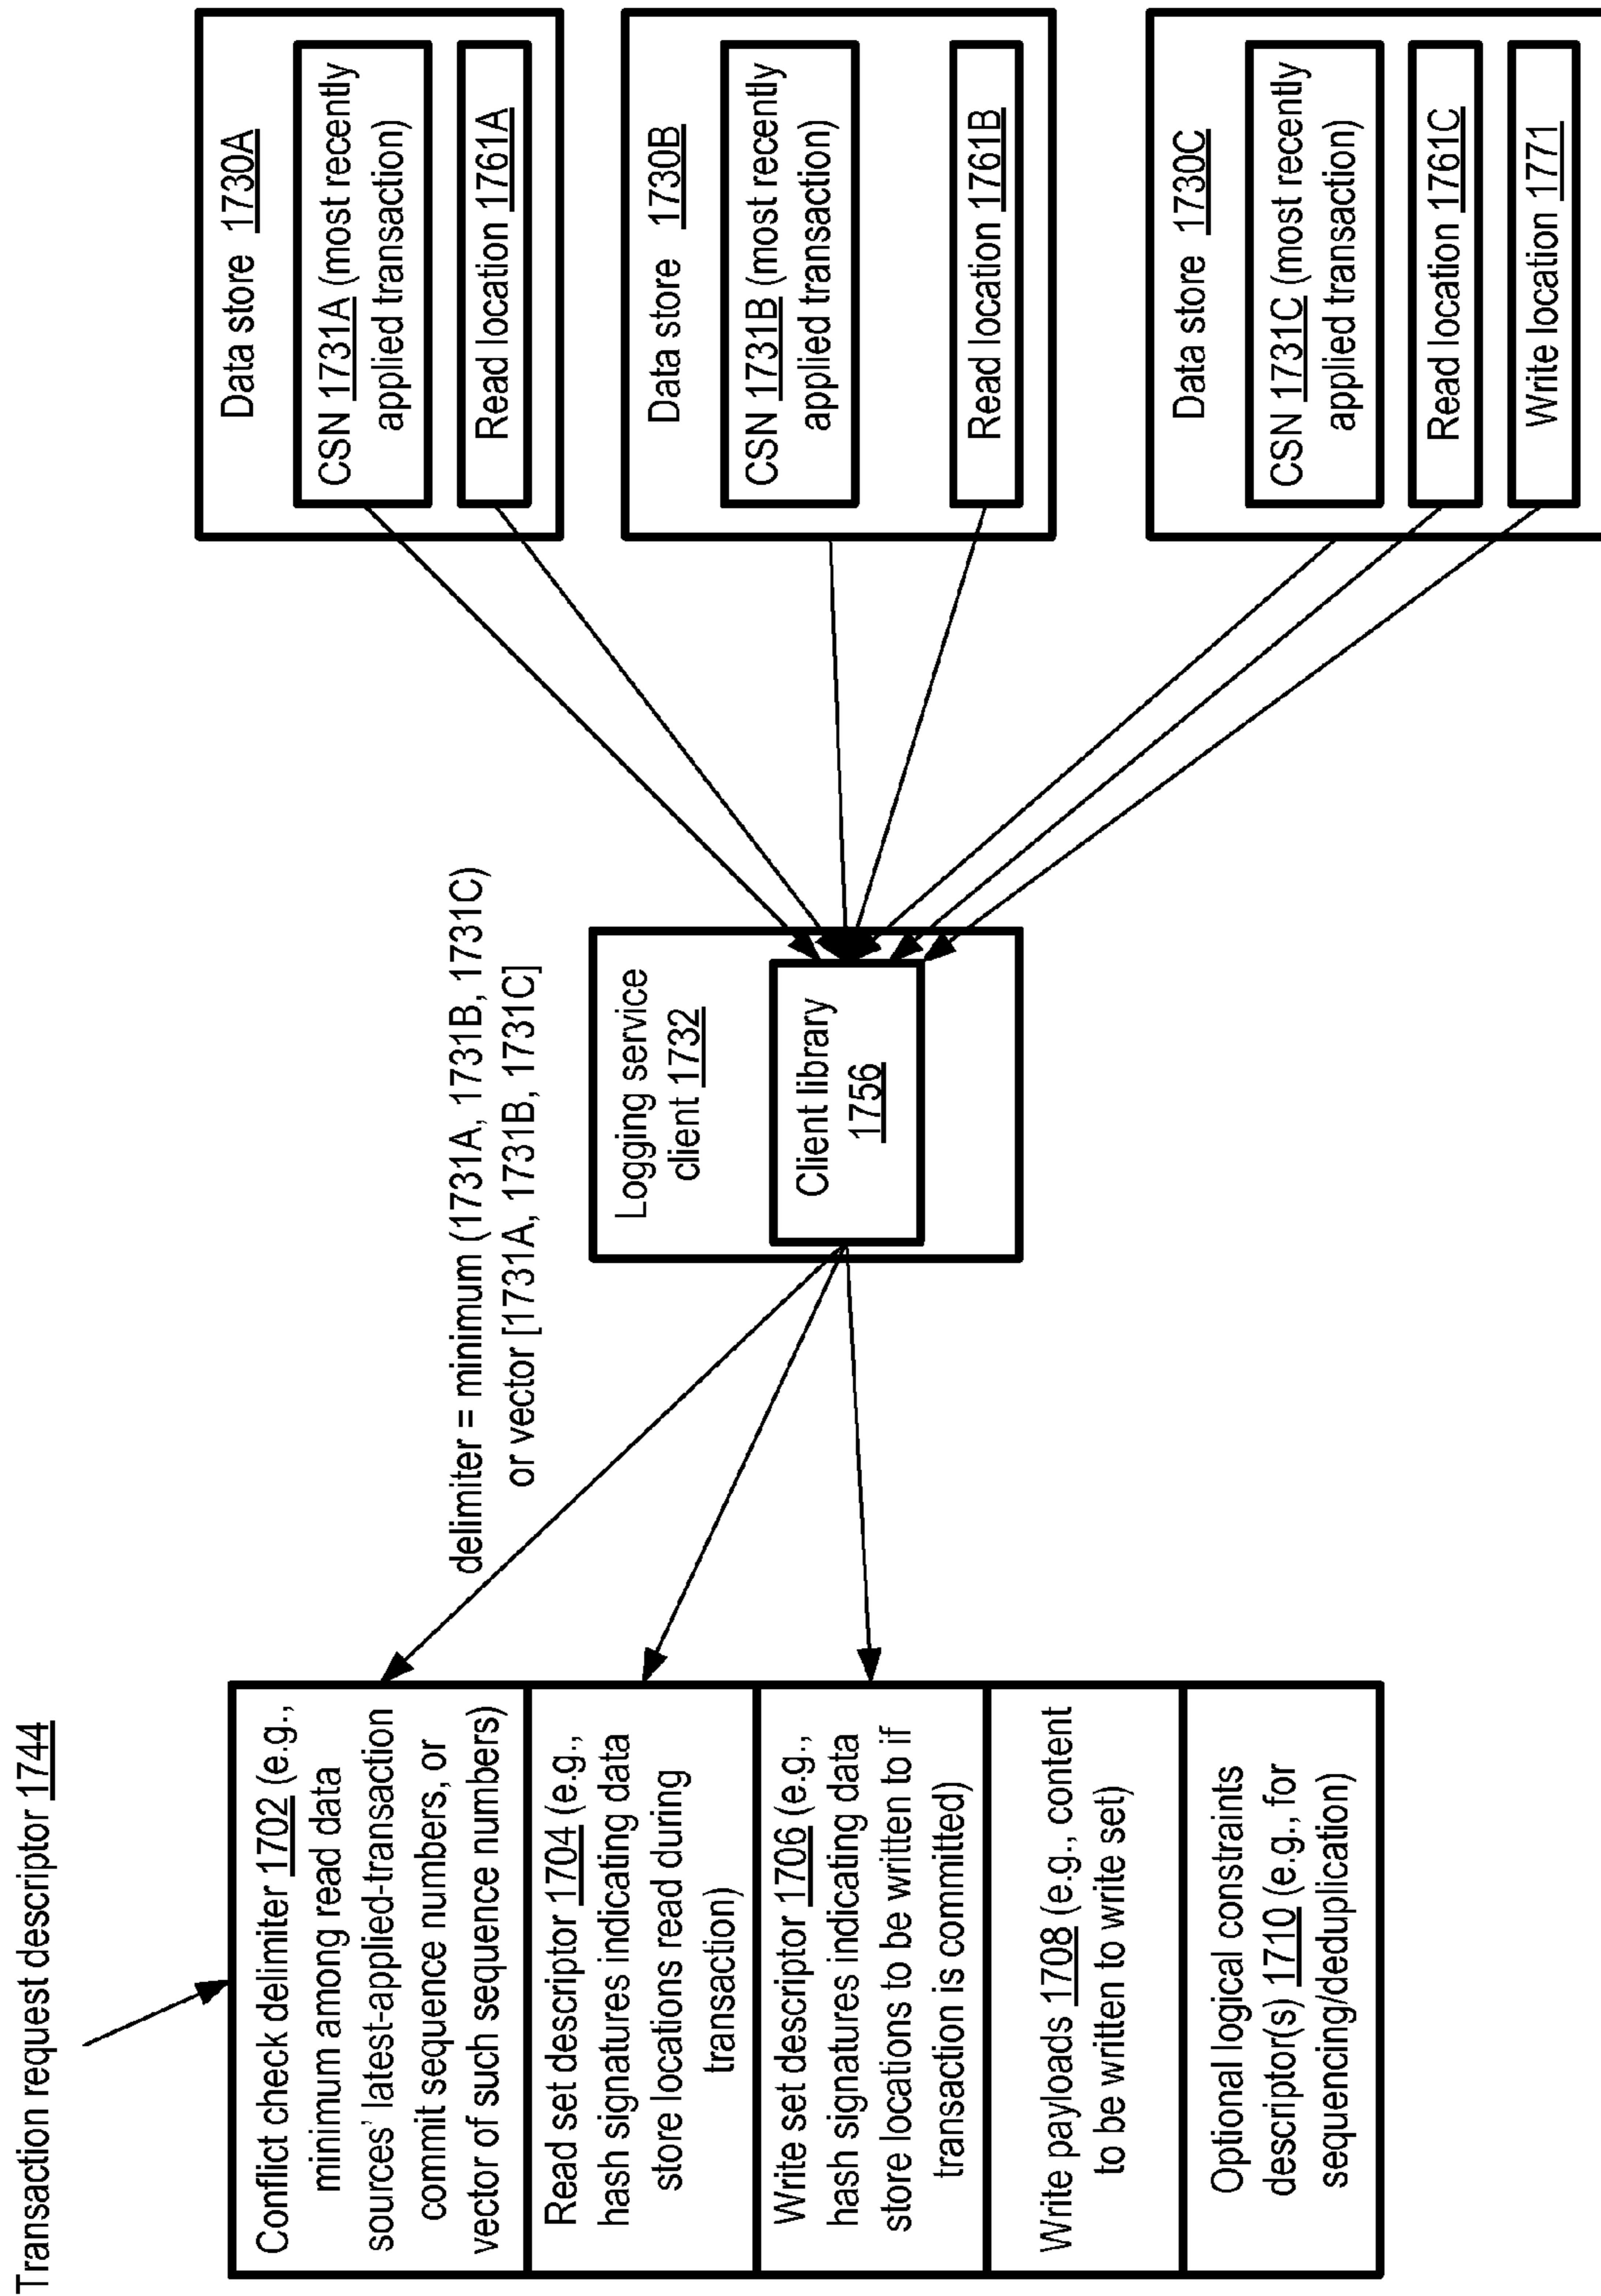 Transaction request descriptor 1744
Conflict check delimiter 1702 (e.g.,
minimum among read data
sources' latest-applied-transaction
commit sequence numbers, or
vector of such sequence numbers)
Read set descriptor 1704 (e.g.,
hash signatures indicating data
store locations read during
transaction)
Write set descriptor 1706 (e.g.,
hash signatures indicating data
store locations to be written to if
transaction is committed)
Write payloads 1708 (e.g., content
to be written to write set)
Optional logical constraints
descriptor(s) 1710 (e.g., for
sequencing/deduplication)
delimiter = minimum (1731A, 1731B, 1731C)
or vector [1731A, 1731B, 1731C]
Logging service
client 1732
Client library
1756
Data store 1730A
CSN 1731A (most recently
applied transaction)
Read location 1761A
Data store 1730B
CSN 1731B (most recently
applied transaction)
Read location 1761B
Data store 1730C
CSN 1731C (most recently
applied transaction)
Read location 1761C
Write location 1771